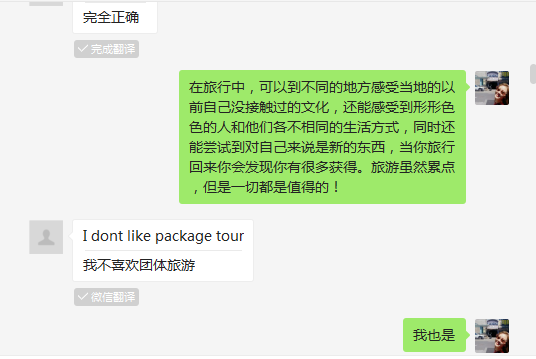 完全正确
完成翻译
在旅行中，可以到不同的地方感受当地的以
前自己没接触过的文化，还能感受到形形色
色的人和他们各不相同的生活方式，同时还
能尝试到对自己来说是新的东西，当你旅行
回来你会发现你有很多获得。旅游虽然累点
，但是一切都是值得的！
I dont like package tour
我不喜欢团体旅游
微信翻译
我也是